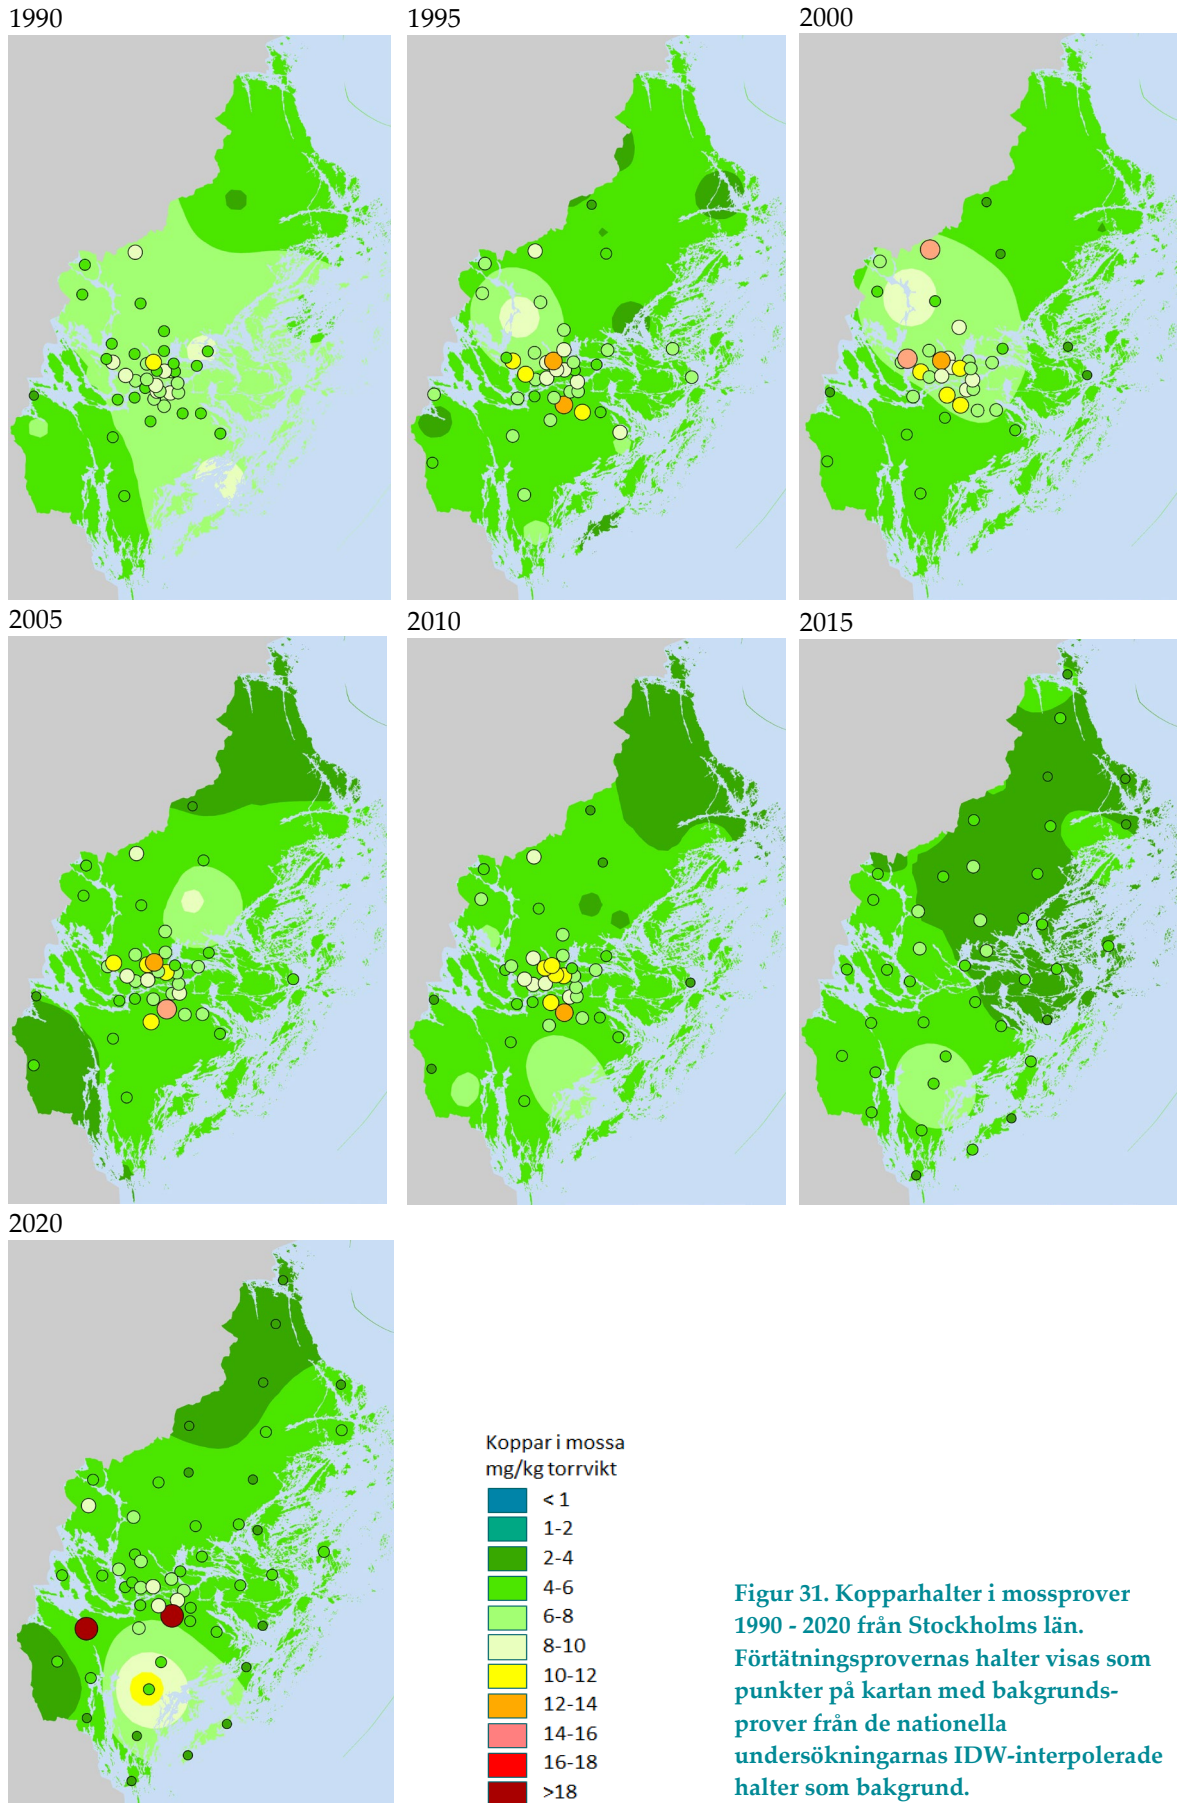 1990
1995
2000
2005
2010
2015
2020
Koppar i mossa
mg/kg torrvikt
< 1
1-2
2-4
4-6
6-8
8-10
10-12
12-14
14-16
16-18
>18
Figur 31. Kopparhalter i mossprover
1990 - 2020 från Stockholms län.
Förtätningsprovernas halter visas som
punkter på kartan med bakgrunds-
prover från de nationella
undersökningarnas IDW-interpolerade
halter som bakgrund.